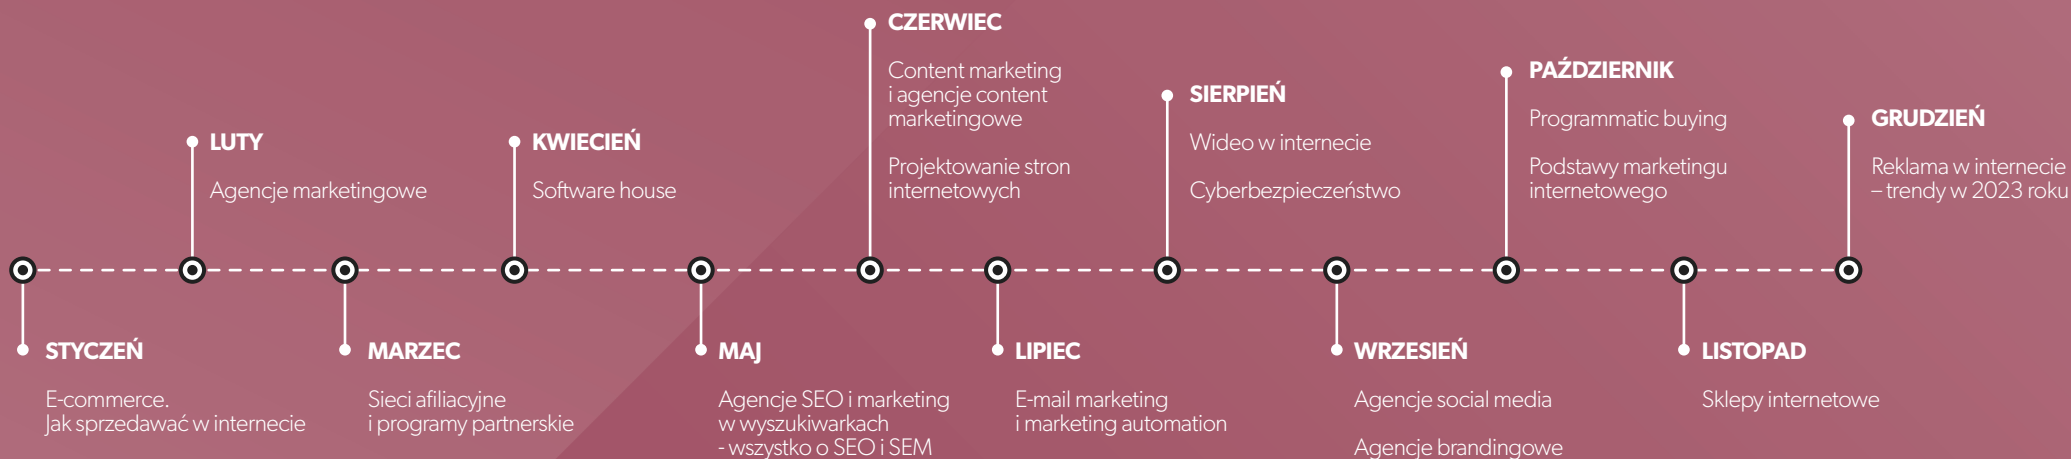 STYCZEŃ
E-commerce.
Jak sprzedawać w internecie
LUTY
Agencje marketingowe
MARZEC
Sieci afiliacyjne
i programy partnerskie
KWIECIEŃ
Software house
MAJ
Agencje SEO i marketing
w wyszukiwarkach
- wszystko o SEO i SEM
CZERWIEC
Content marketing
i agencje content
marketingowe
Projektowanie stron
internetowych
LIPIEC
E-mail marketing
i marketing automation
SIERPIEŃ
Wideo w internecie
Cyberbezpieczeństwo
WRZESIEŃ
Agencje social media
Agencje brandingowe
PAŹDZIERNIK
Programmatic buying
Podstawy marketingu
internetowego
LISTOPAD
Sklepy internetowe
GRUDZIEŃ
Reklama w internecie
– trendy w 2023 roku